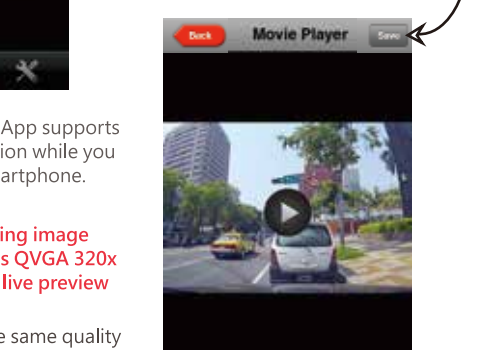 App supports
ion while you
artphone.
ing image
s QVGA 320x
live preview
e same quality
Back
Movie Player
Save